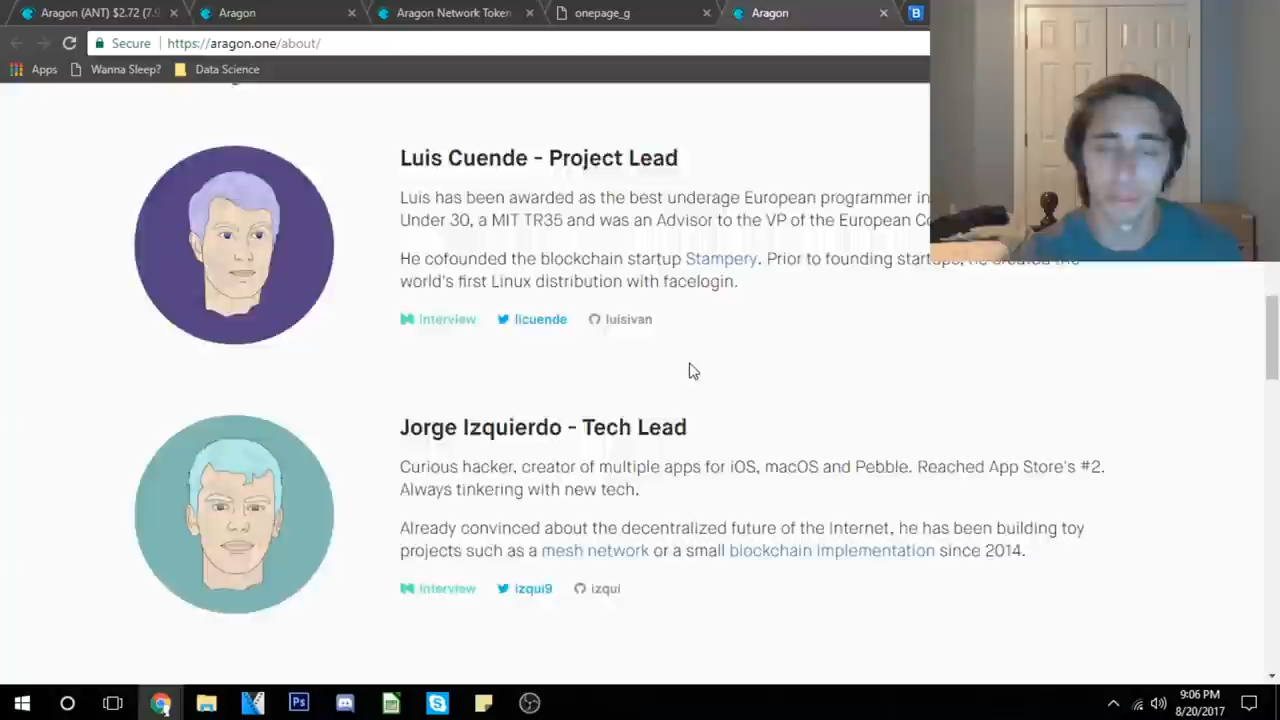 Aragon (ANT) $2.72 (7.9
Aragon
Aragon Network Token
onepage_g
Aragon
Secure
https://aragon.one/about/
Apps
Wanna Sleep?
Data Science
Luis Cuende - Project Lead
Luis has been awarded as the best underage European programmer in
Under 30, a MIT TR35 and was an Advisor to the VP of the European Co
He cofounded the blockchain startup Stampery. Prior to founding startups, he created the
world's first Linux distribution with facelogin.
Interview licuende luisivan
Jorge Izquierdo - Tech Lead
Curious hacker, creator of multiple apps for iOS, macOS and Pebble. Reached App Store's #2.
Always tinkering with new tech.
Already convinced about the decentralized future of the Internet, he has been building toy
projects such as a mesh network or a small blockchain implementation since 2014.
Interview izqui9 izqui
9:06 PM
8/20/2017